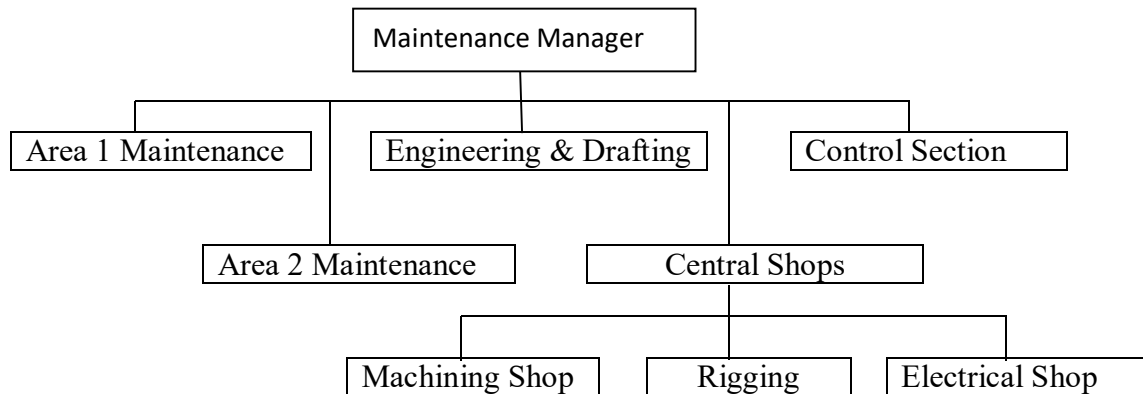 Maintenance Manager
Area 1 Maintenance
Engineering & Drafting
Control Section
Area 2 Maintenance
Central Shops
Machining Shop
Rigging
Electrical Shop